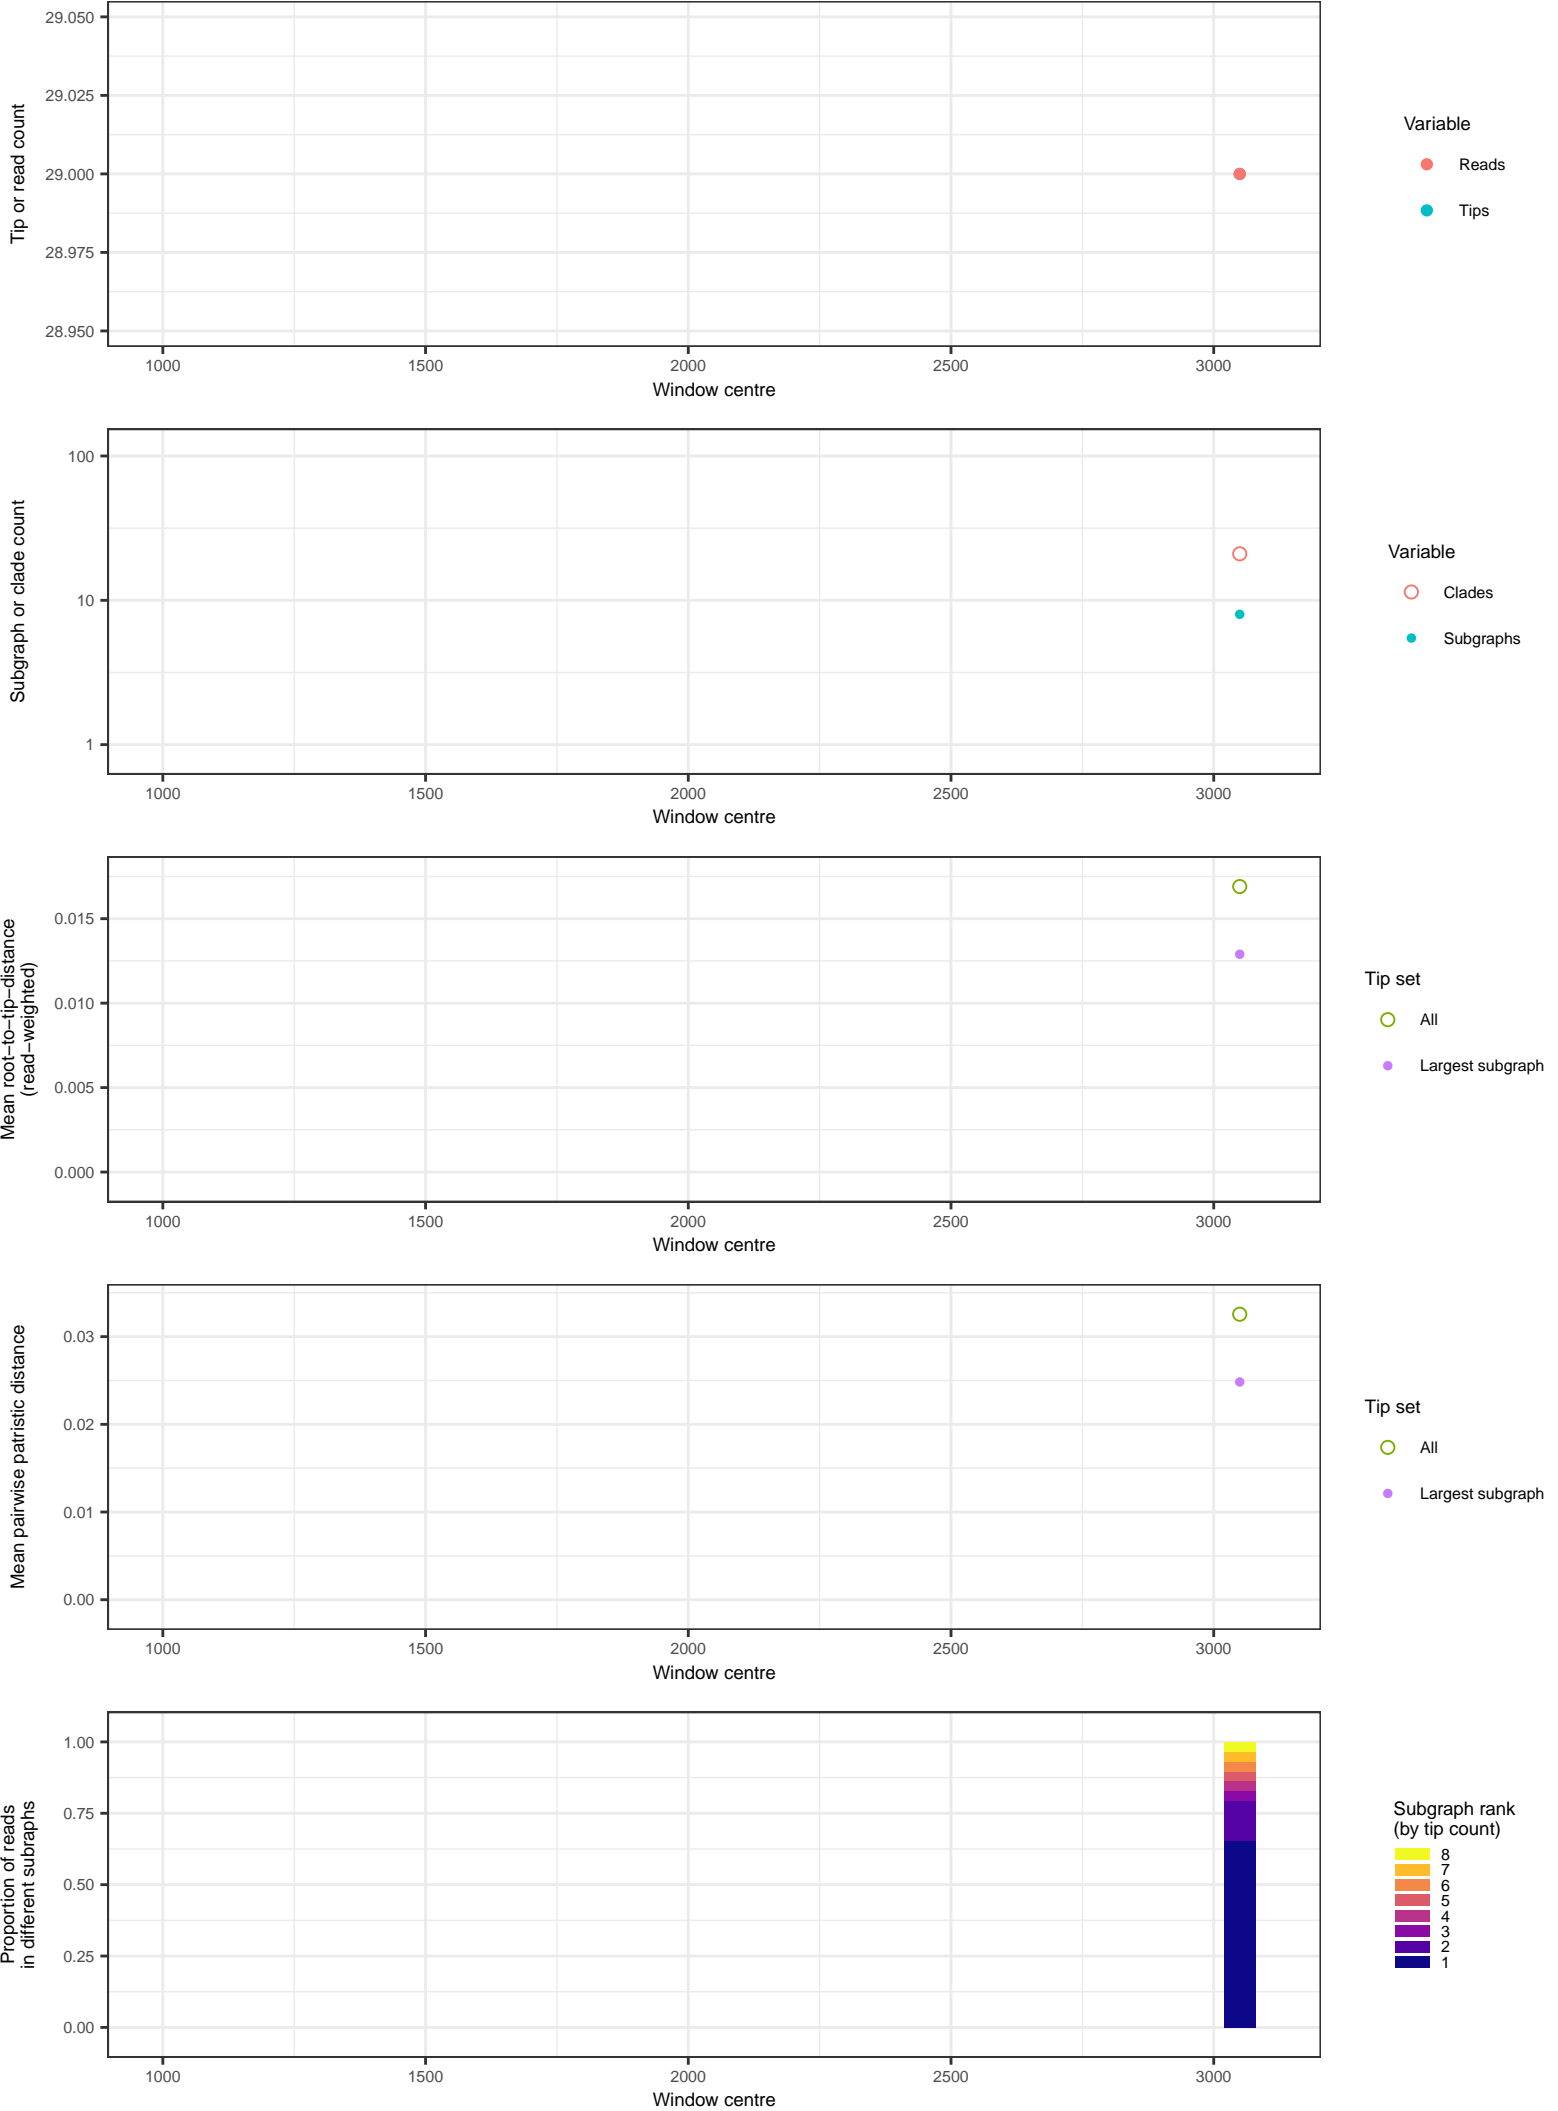 29.050
29.025
29.000
28.975
28.950
Tip or read count
1000 1500 2000 2500 3000
Window centre
Variable
Reads
Tips
100
10
1
Subgraph or clade count
1000 1500 2000 2500 3000
Window centre
Variable
Clades
Subgraphs
0.015
0.010
0.005
0.000
Mean root−to−tip−distance
(read−weighted)
1000 1500 2000 2500 3000
Window centre
Tip set
All
Largest subgraph
0.03
0.02
0.01
0.00
Mean pairwise patristic distance
1000 1500 2000 2500 3000
Window centre
Tip set
All
Largest subgraph
1.00
0.75
0.50
0.25
0.00
Proportion of reads
in different subraphs
1000 1500 2000 2500 3000
Window centre
Subgraph rank
(by tip count)
8
7
6
5
4
3
2
1